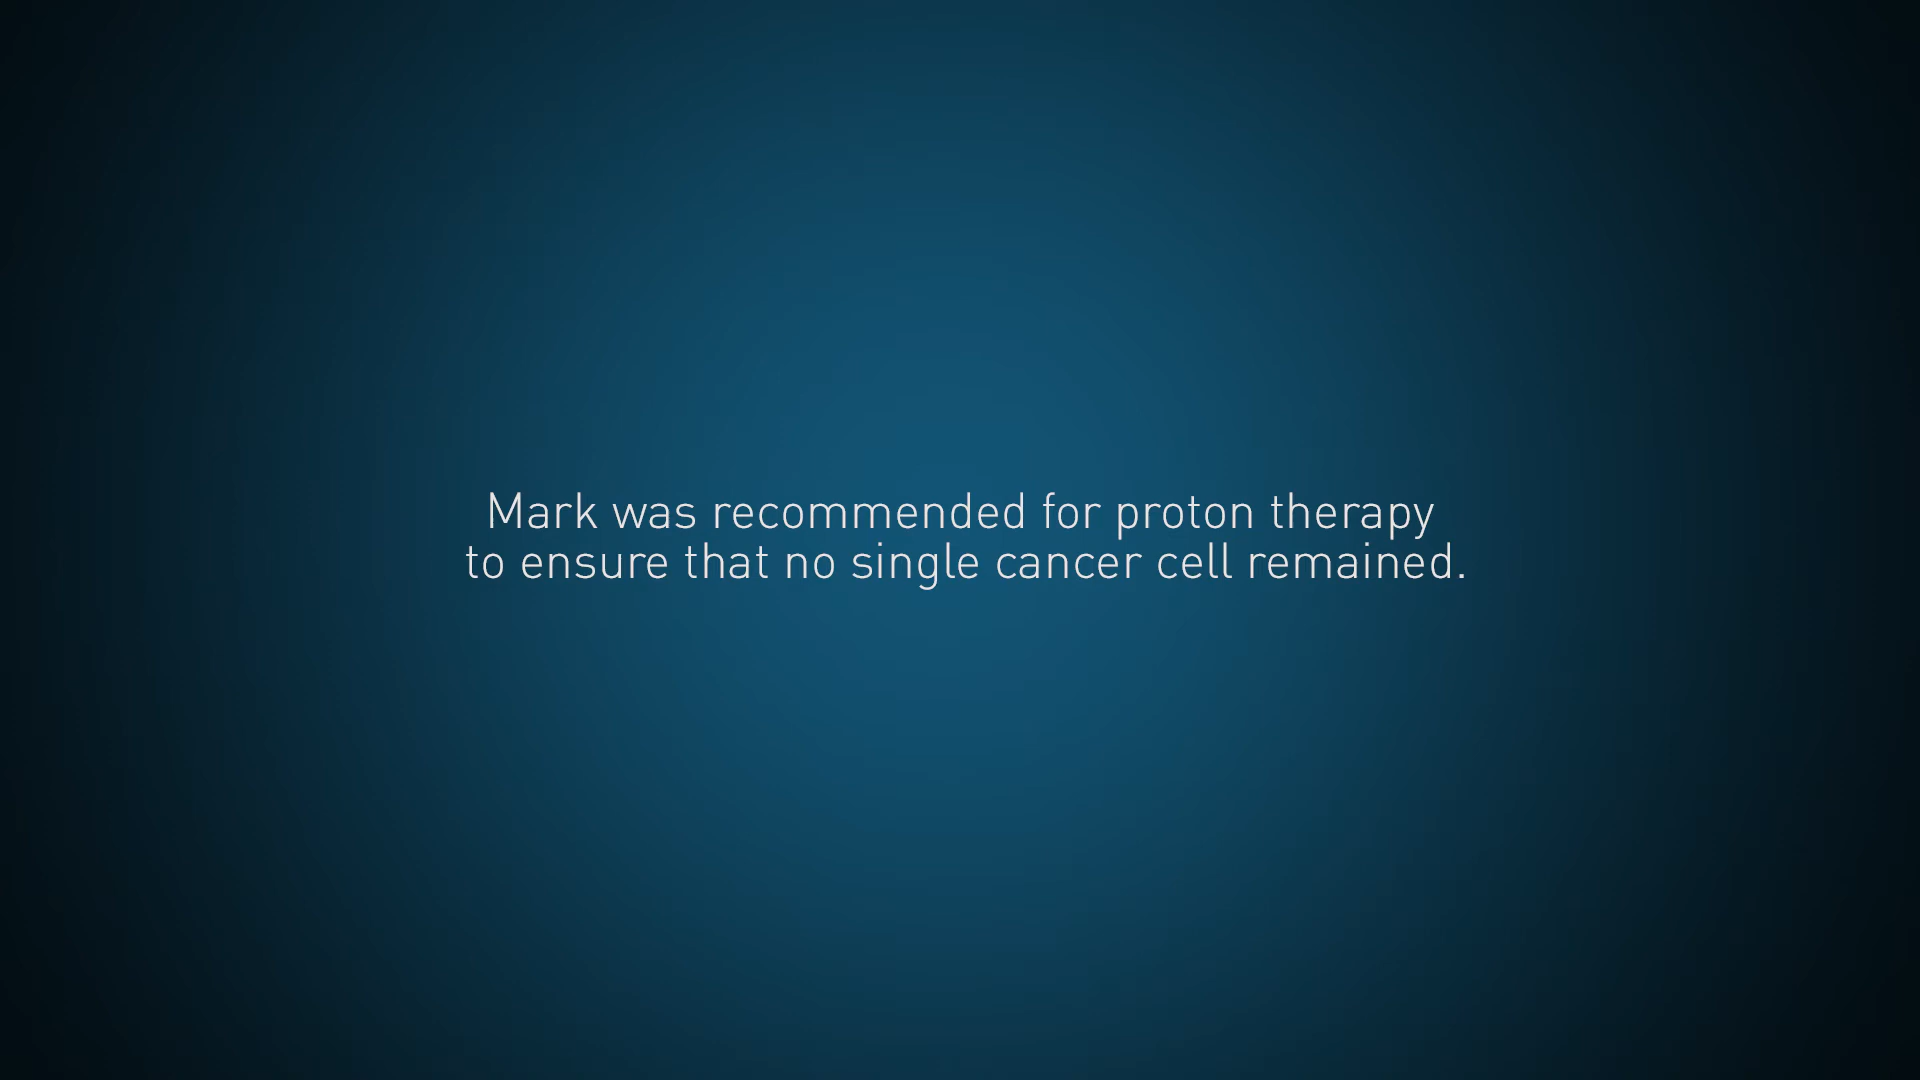 Mark was recommended for proton therapy
to ensure that no single cancer cell remained.